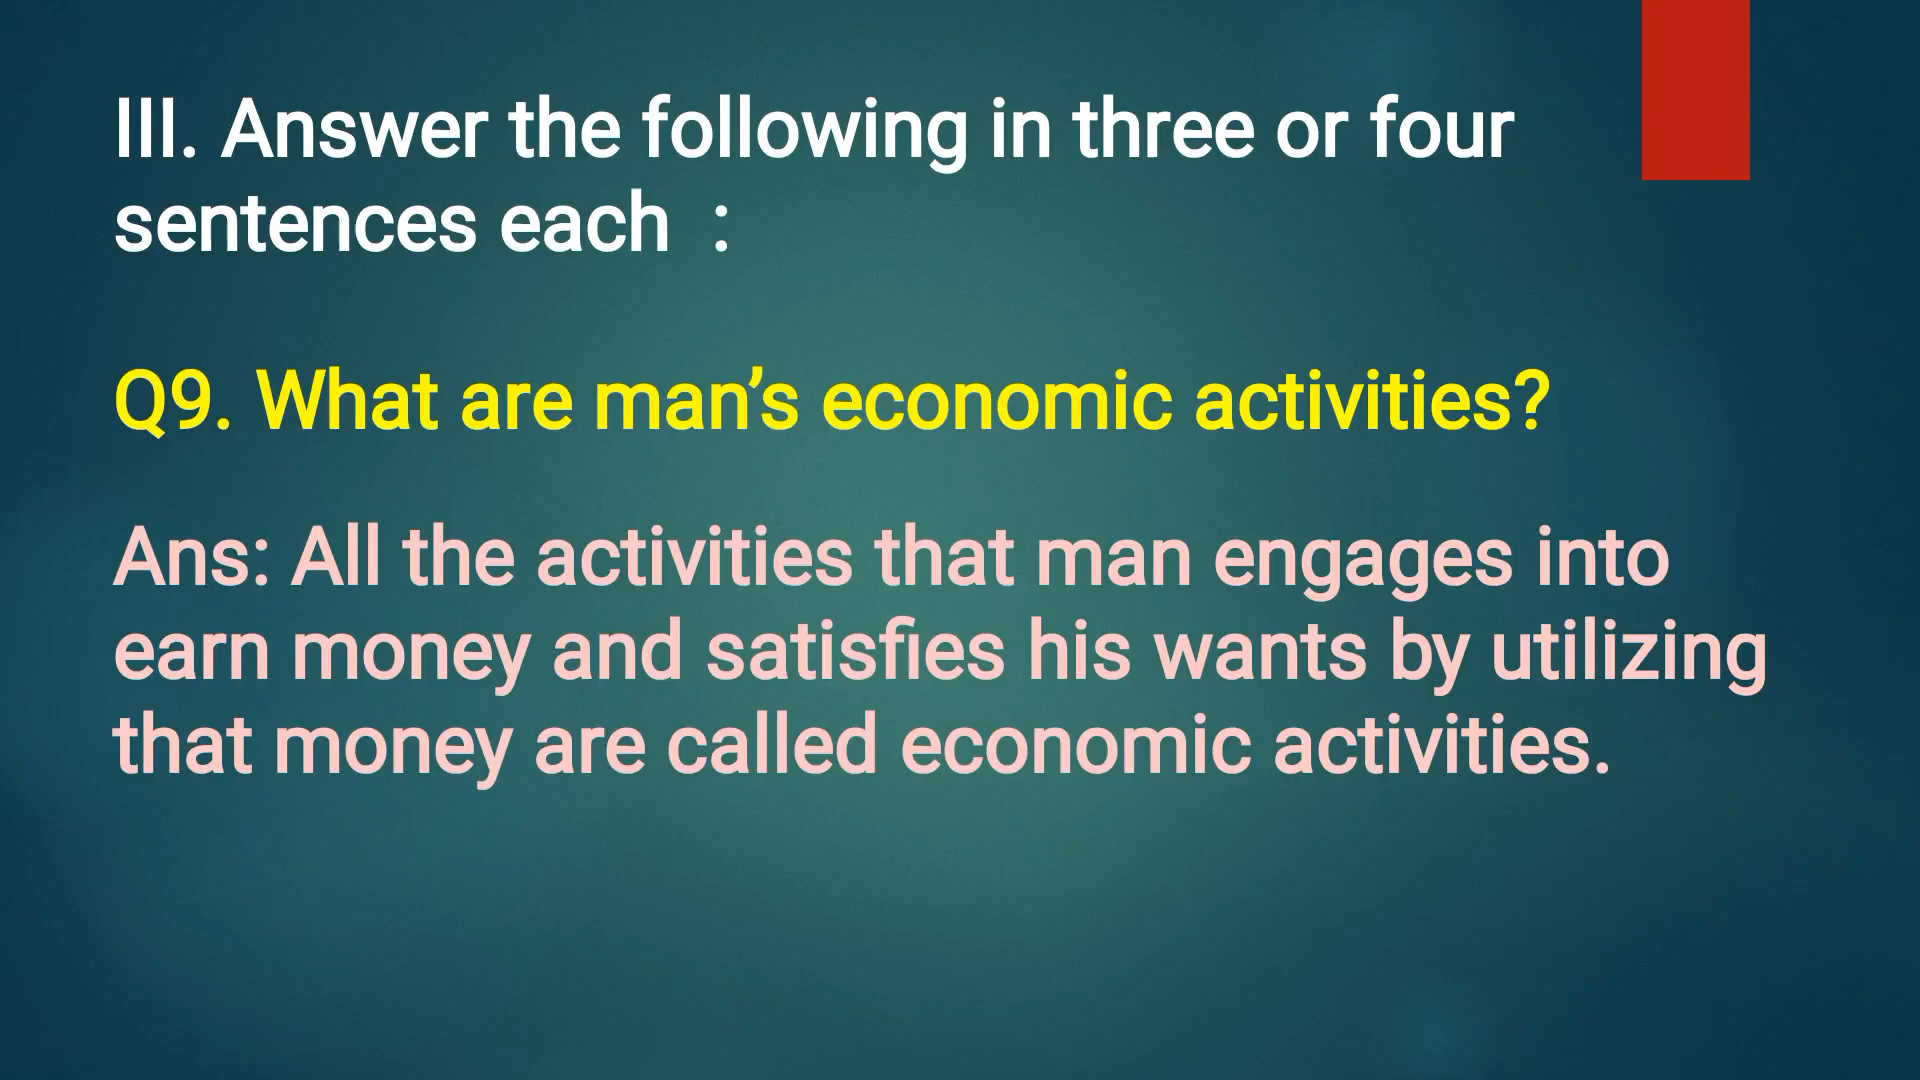 III. Answer the following in three or four
sentences each  :
Q9. What are man’s economic activities?
Ans: All the activities that man engages into
earn money and satisfies his wants by utilizing
that money are called economic activities.